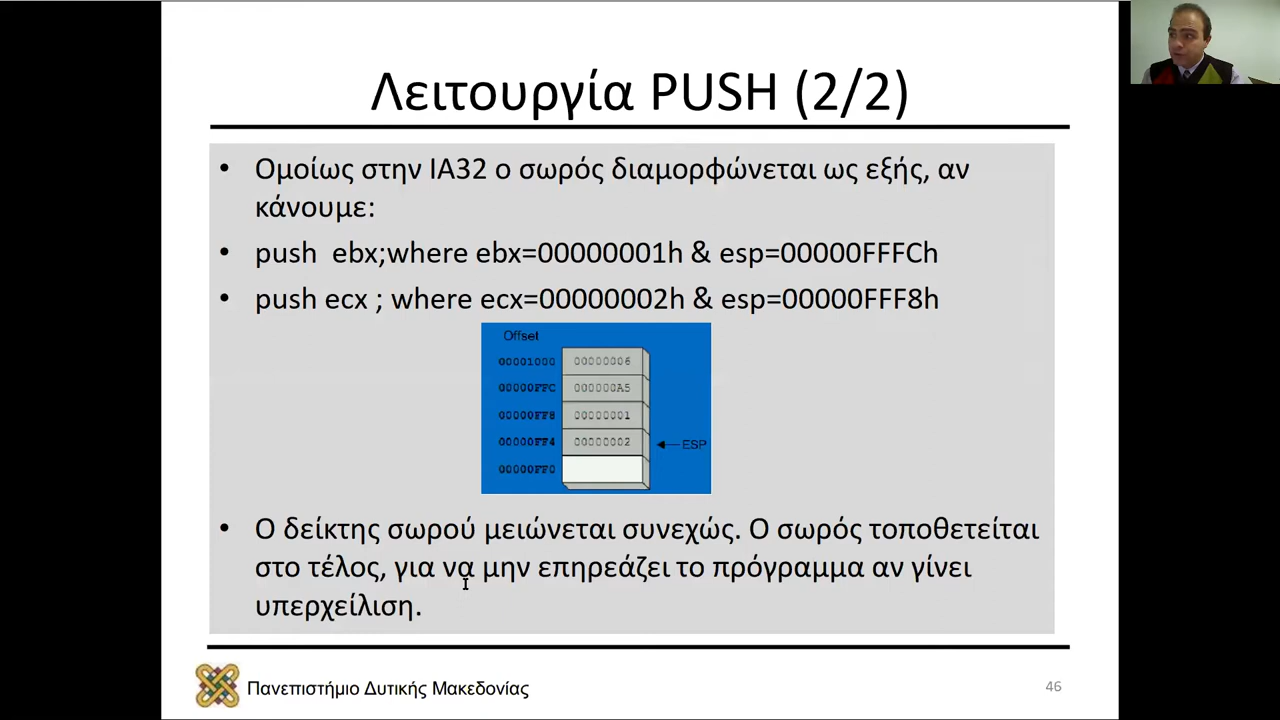 Λειτουργία PUSH (2/2)
• Ομοίως στην IA32 ο σωρός διαμορφώνεται ως εξής, αν
κάνουμε:
• push ebx;where ebx=00000001h & esp=00000FFFCh
• push ecx ; where ecx=00000002h & esp=00000FFF8h
Offset
00001000 00000006
00000FFC 000000A5
00000FF8 00000001
00000FF4 00000002 ESP
00000FF0
• Ο δείκτης σωρού μειώνεται συνεχώς. Ο σωρός τοποθετείται
στο τέλος, για να μην επηρεάζει το πρόγραμμα αν γίνει
υπερχείλιση.
Πανεπιστήμιο Δυτικής Μακεδονίας
46